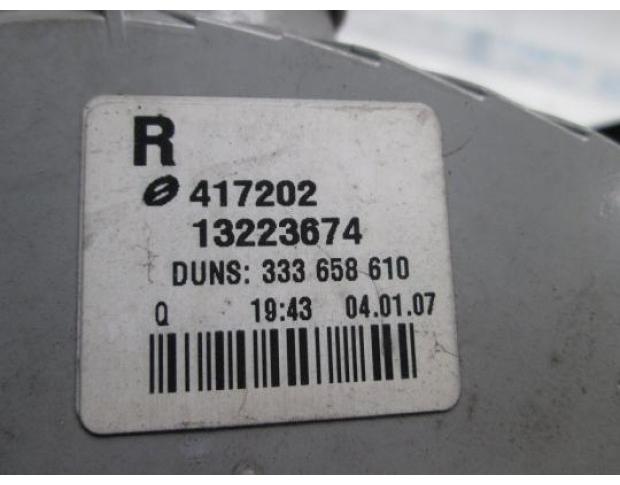 R
417202
13223674
DUNS: 333 658 610
Q 19:43 04.01.07